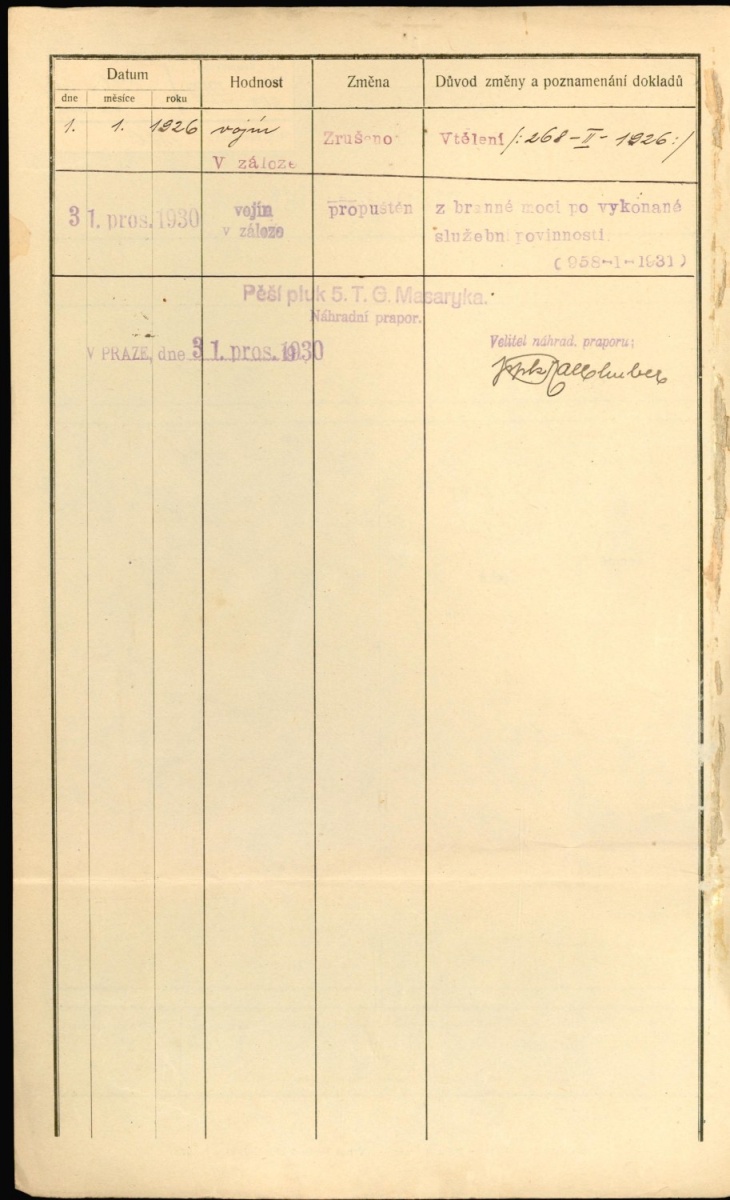 Datum Hodnost Změna Důvod změny a poznamenání dokladů
dne měsíce roku
1. 1. 1926 vojín Zrušeno Vtělení /:268-II-1926:/
V záloze
31. pros. 1930 vojín propuštěn z branné moci po vykonané
v záloze služebn. povinnosti.
(958-1-1931)
Pěší pluk 5. T. G. Masaryka.
Náhradní prapor.
V PRAZE, dne 31. pros. 1930 Velitel náhrad. praporu: